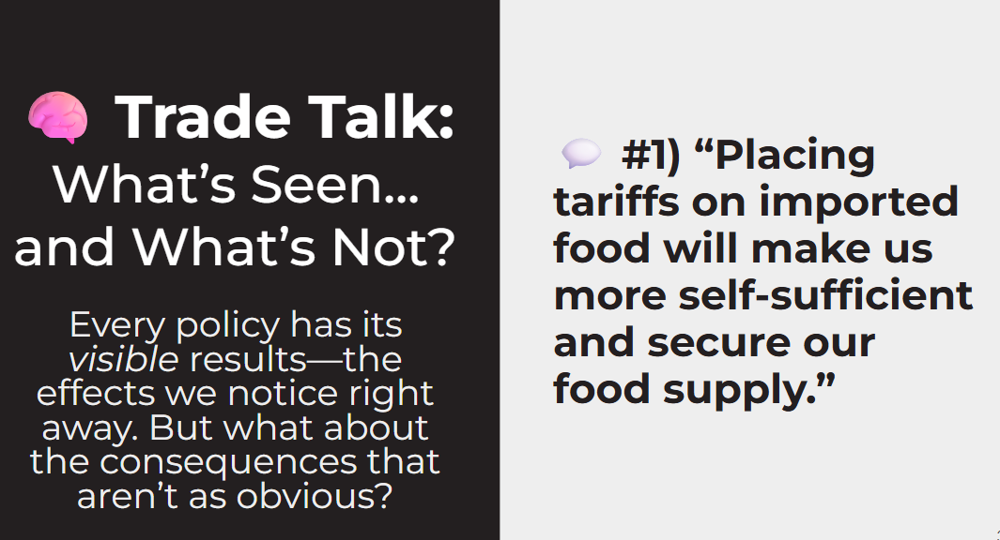 Trade Talk:
What’s Seen...
and What’s Not?
Every policy has its
visible results—the
effects we notice right
away. But what about
the consequences that
aren’t as obvious?
#1) “Placing
tariffs on imported
food will make us
more self-sufficient
and secure our
food supply.”